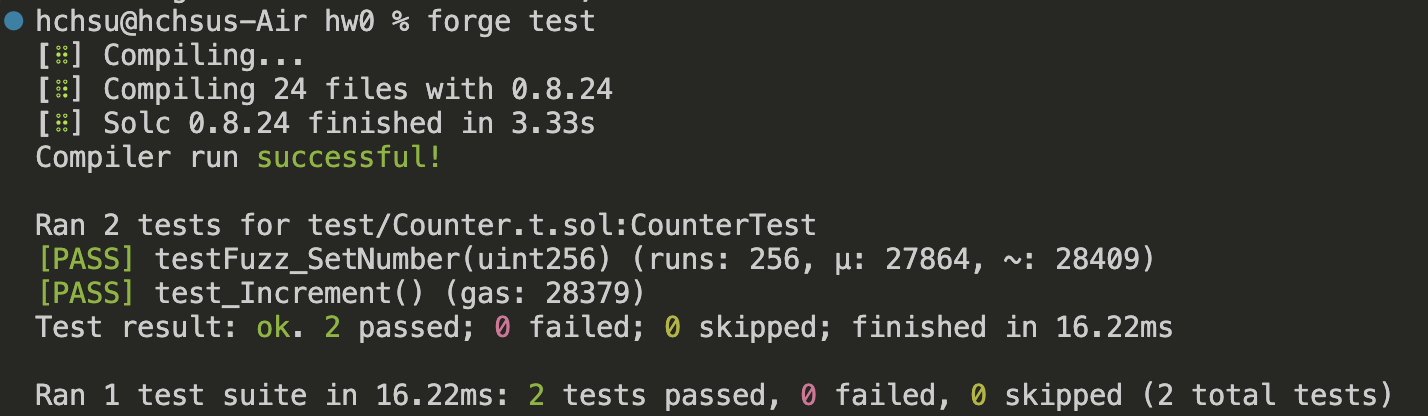 hchsu@hchsus-Air hw0 % forge test
[⠿] Compiling...
[⠿] Compiling 24 files with 0.8.24
[⠿] Solc 0.8.24 finished in 3.33s
Compiler run successful!
Ran 2 tests for test/Counter.t.sol:CounterTest
[PASS] testFuzz_SetNumber(uint256) (runs: 256, μ: 27864, ~: 28409)
[PASS] test_Increment() (gas: 28379)
Test result: ok. 2 passed; 0 failed; 0 skipped; finished in 16.22ms
Ran 1 test suite in 16.22ms: 2 tests passed, 0 failed, 0 skipped (2 total tests)